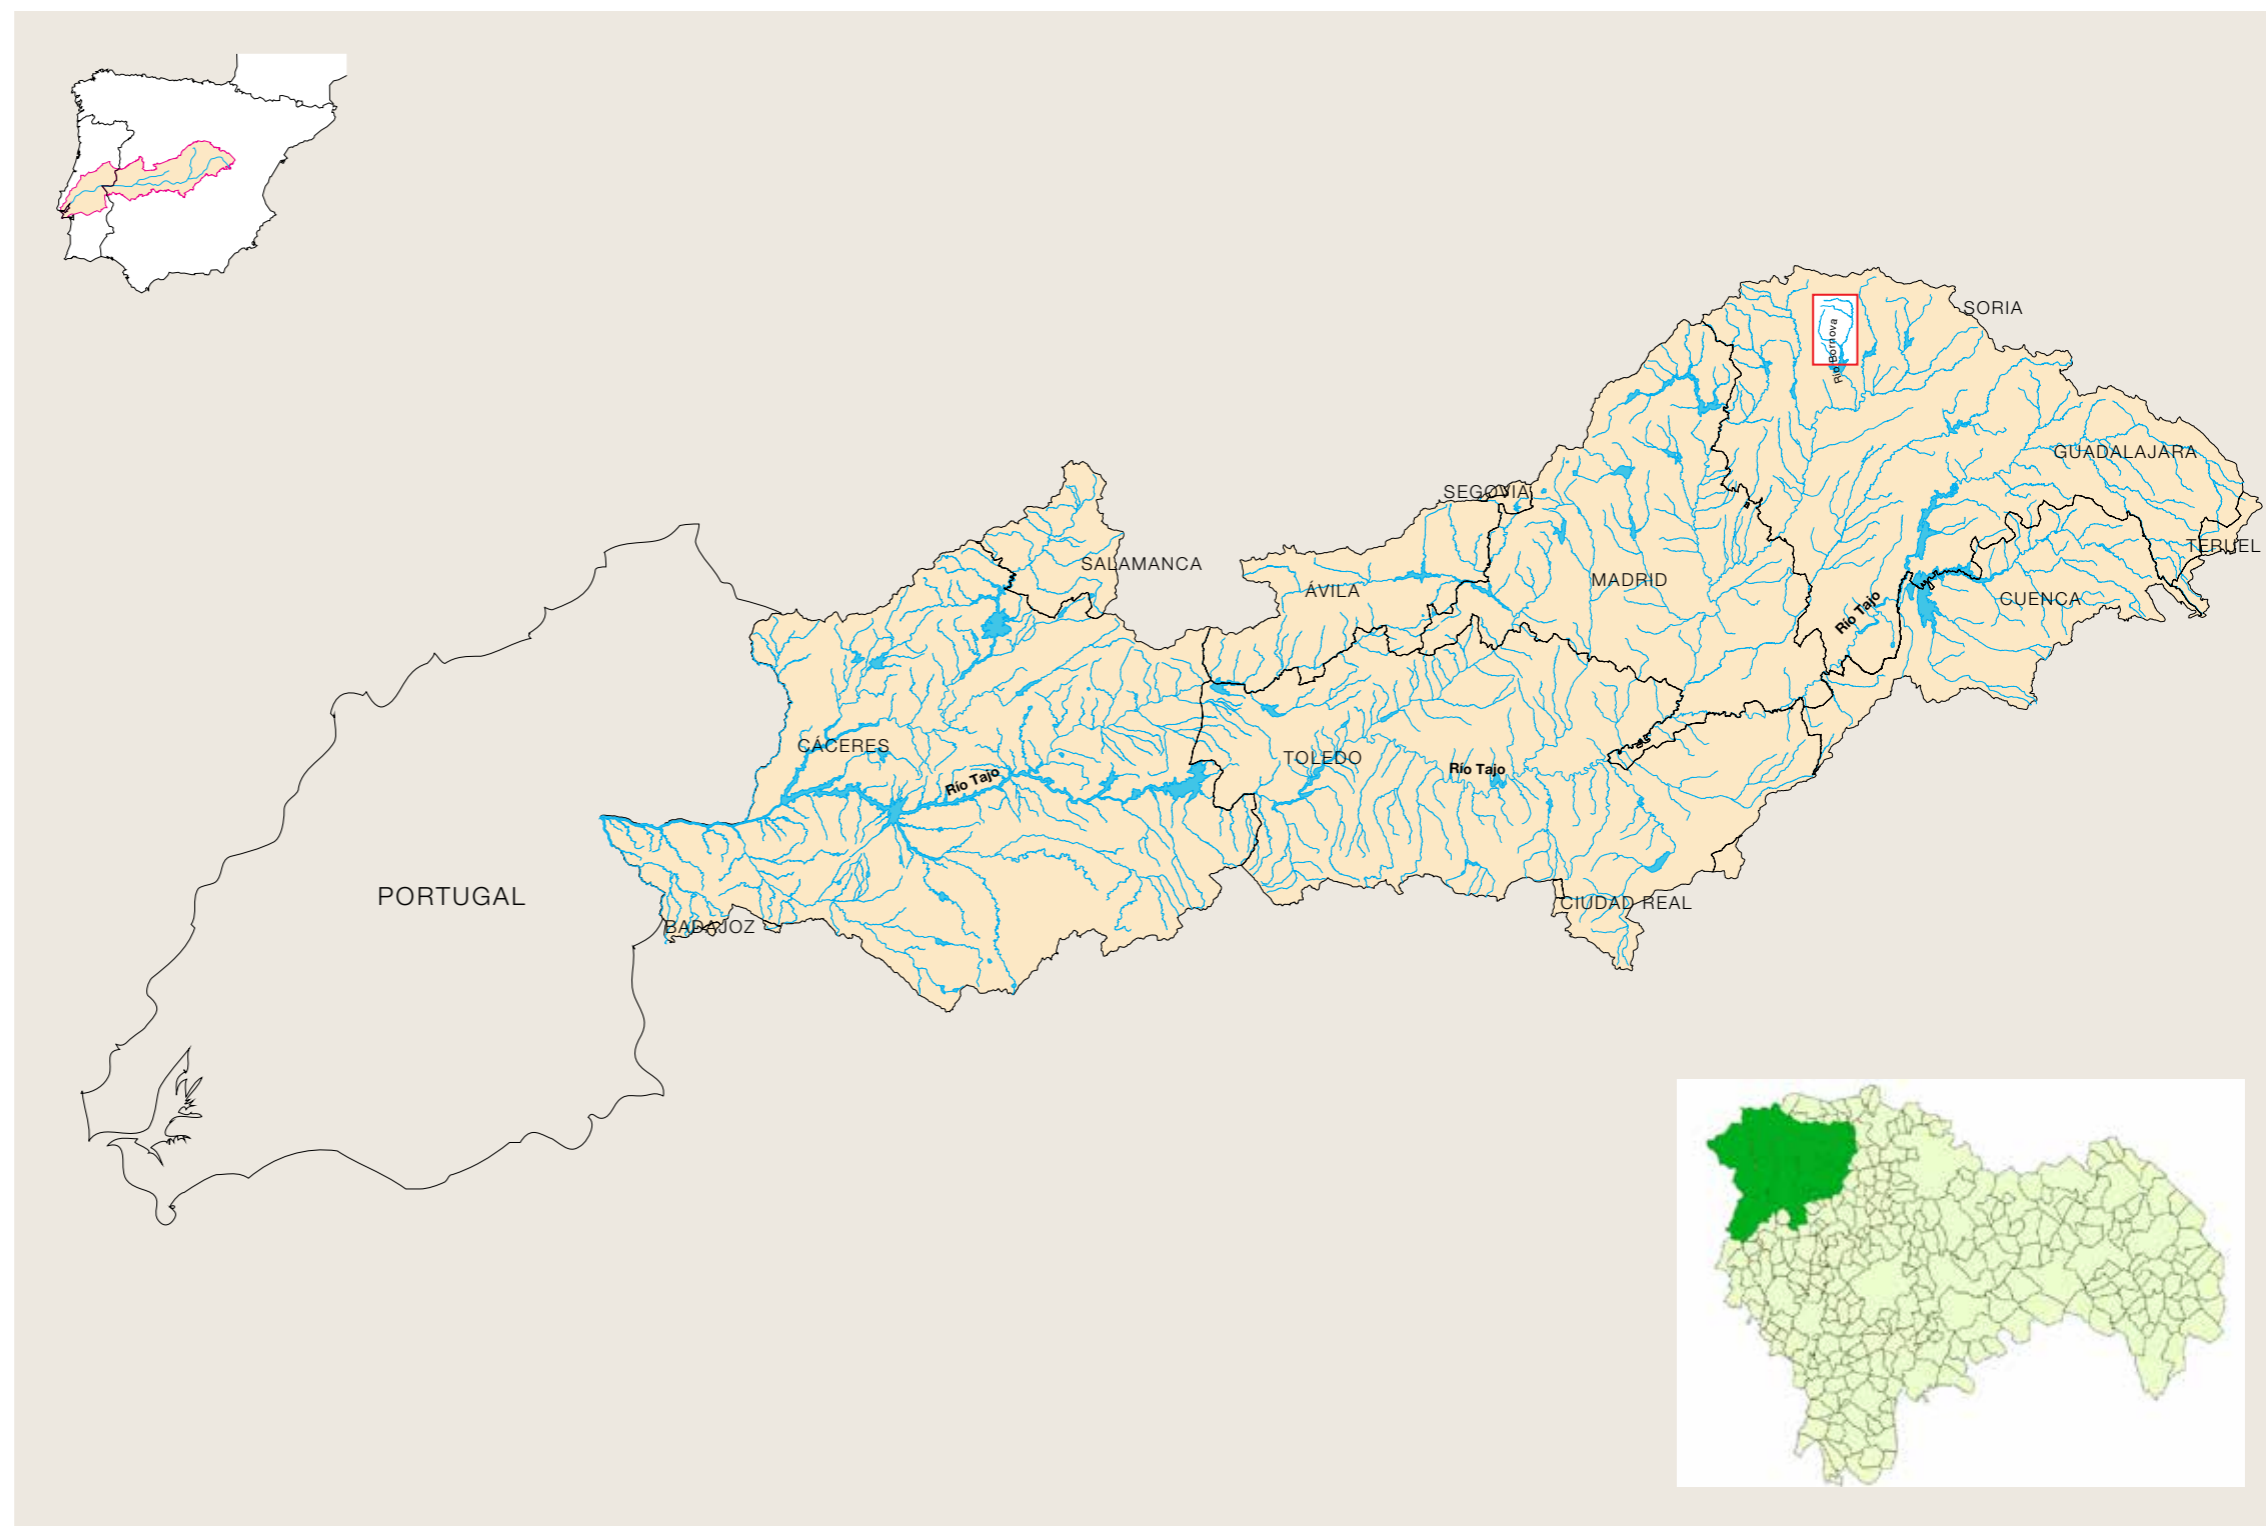 SORIA
Río Bornova
GUADALAJARA
SEGOVIA
TERUEL
SALAMANCA
MADRID
ÁVILA
CUENCA
Río Tajo
CÁCERES
TOLEDO
Río Tajo
Río Tajo
PORTUGAL
CIUDAD REAL
BADAJOZ